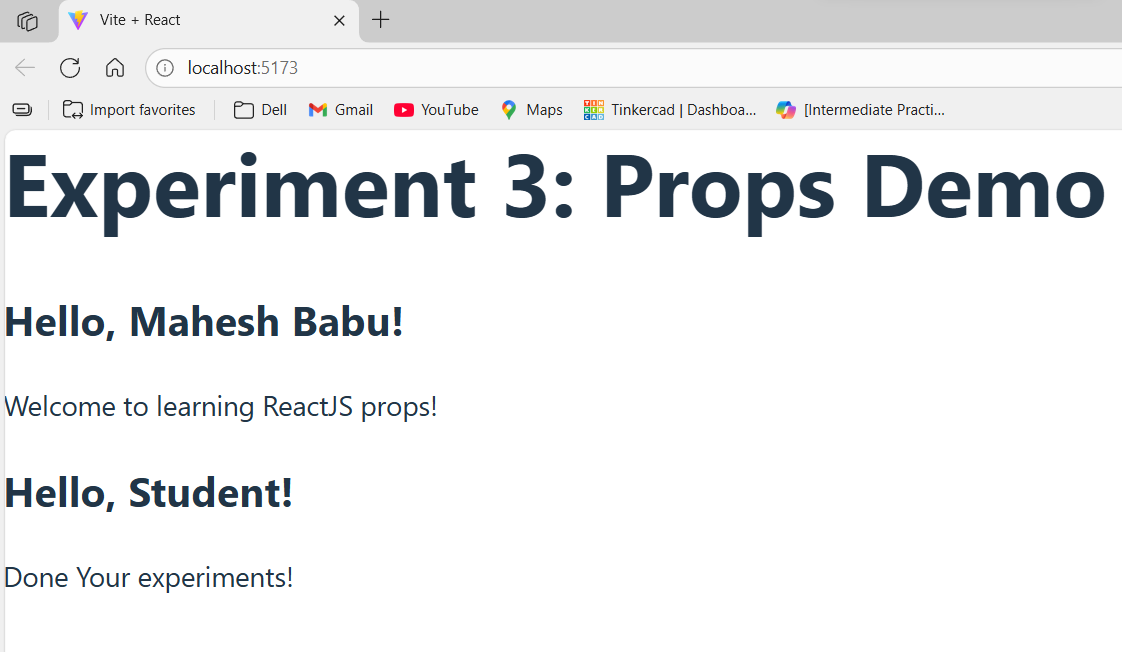 Vite + React
localhost:5173
Import favorites Dell Gmail YouTube Maps Tinkercad | Dashboa... [Intermediate Practi...
Experiment 3: Props Demo
Hello, Mahesh Babu!
Welcome to learning ReactJS props!
Hello, Student!
Done Your experiments!